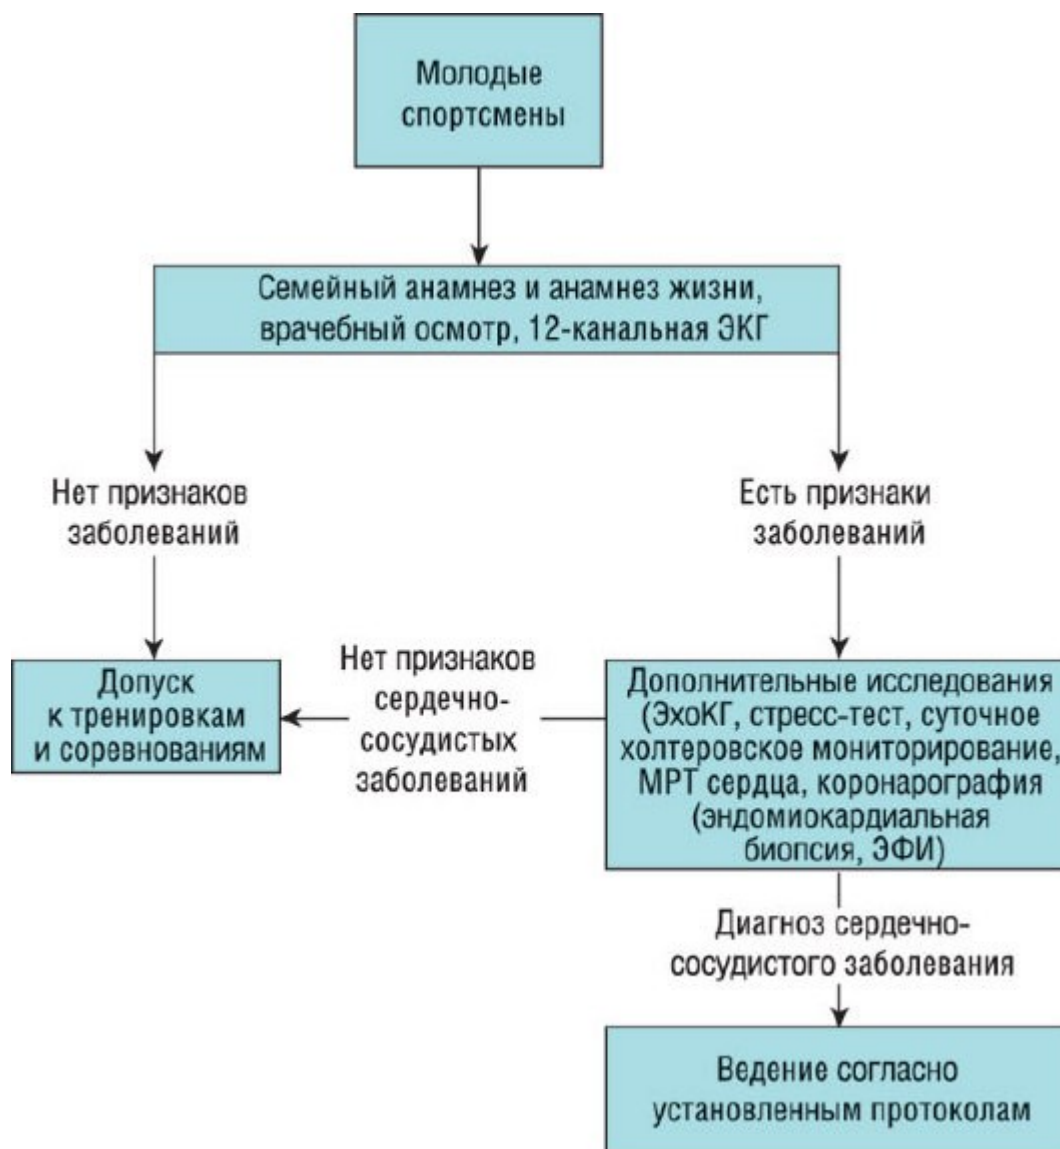 Молодые
спортсмены
Семейный анамнез и анамнез жизни,
врачебный осмотр, 12-канальная ЭКГ
Нет признаков
заболеваний
Есть признаки
заболеваний
Допуск
к тренировкам
и соревнованиям
Нет признаков
сердечно-
сосудистых
заболеваний
Дополнительные исследования
(ЭхоКГ, стресс-тест, суточное
холтеровское мониторирование,
МРТ сердца, коронарография
(эндомиокардиальная
биопсия, ЭФИ)
Диагноз сердечно-
сосудистого заболевания
Ведение согласно
установленным протоколам